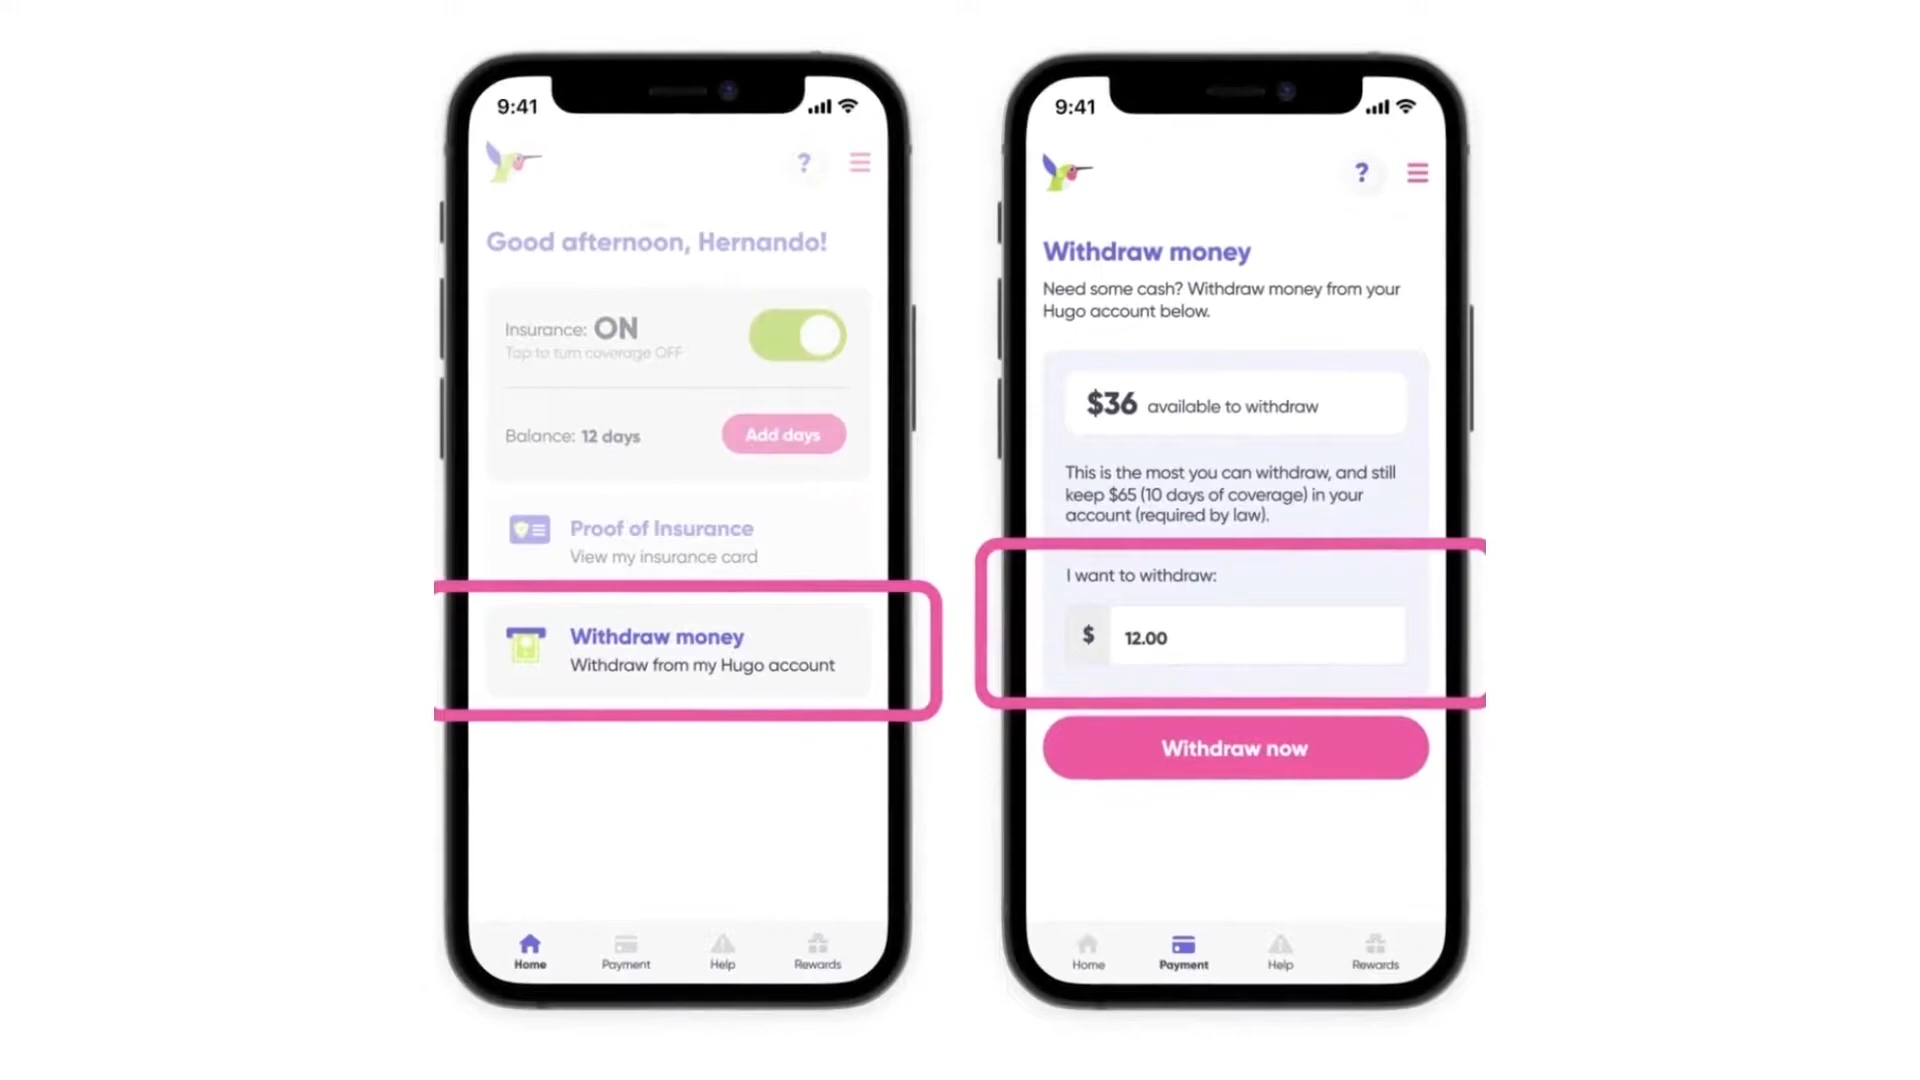 9:41
?
Good afternoon, Hernando!
Insurance: ON
Tap to turn coverage OFF
Balance: 12 days
Add days
Proof of Insurance
View my insurance card
Withdraw money
Withdraw from my Hugo account
Home
Payment
Help
Rewards
9:41
?
Withdraw money
Need some cash? Withdraw money from your
Hugo account below.
$36 available to withdraw
This is the most you can withdraw, and still
keep $65 (10 days of coverage) in your
account (required by law).
I want to withdraw:
$ 12.00
Withdraw now
Home
Payment
Help
Rewards